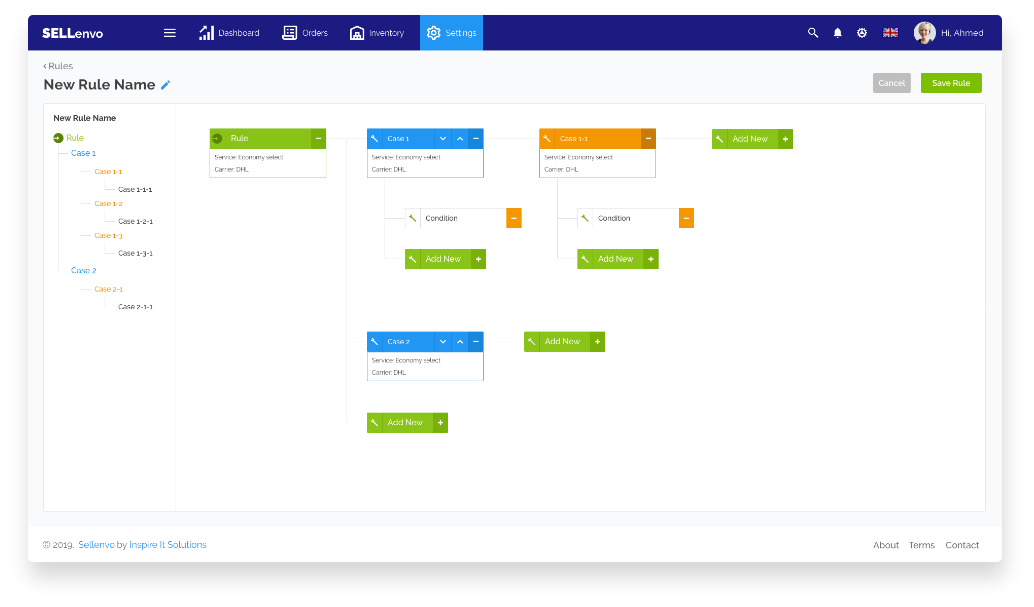 SELLenvo
Dashboard
Orders
Inventory
Settings
Hi, Ahmed
‹ Rules
New Rule Name
Cancel
Save Rule
New Rule Name
Rule
Case 1
Case 1-1
Case 1-1-1
Case 1-2
Case 1-2-1
Case 1-3
Case 1-3-1
Case 2
Case 2-1
Case 2-1-1
Rule
Service: Economy select
Carrier: DHL
Case 1
Service: Economy select
Carrier: DHL
Condition
Add New +
Case 1-1
Service: Economy select
Carrier: DHL
Condition
Add New +
Add New +
Case 2
Service: Economy select
Carrier: DHL
Add New +
Add New +
© 2019. Sellenvo by Inspire It Solutions
About Terms Contact